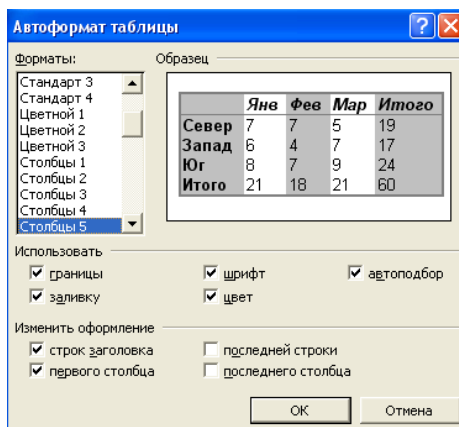 Автоформат таблицы
Форматы:
Образец
Стандарт 3
Стандарт 4
Цветной 1
Цветной 2
Цветной 3
Столбцы 1
Столбцы 2
Столбцы 3
Столбцы 4
Столбцы 5
Янв Фев Мар Итого
Север 7 7 5 19
Запад 6 4 7 17
Юг 8 7 9 24
Итого 21 18 21 60
Использовать
границы шрифт автоподбор
заливку цвет
Изменить оформление
строк заголовка последней строки
первого столбца последнего столбца
OK Отмена